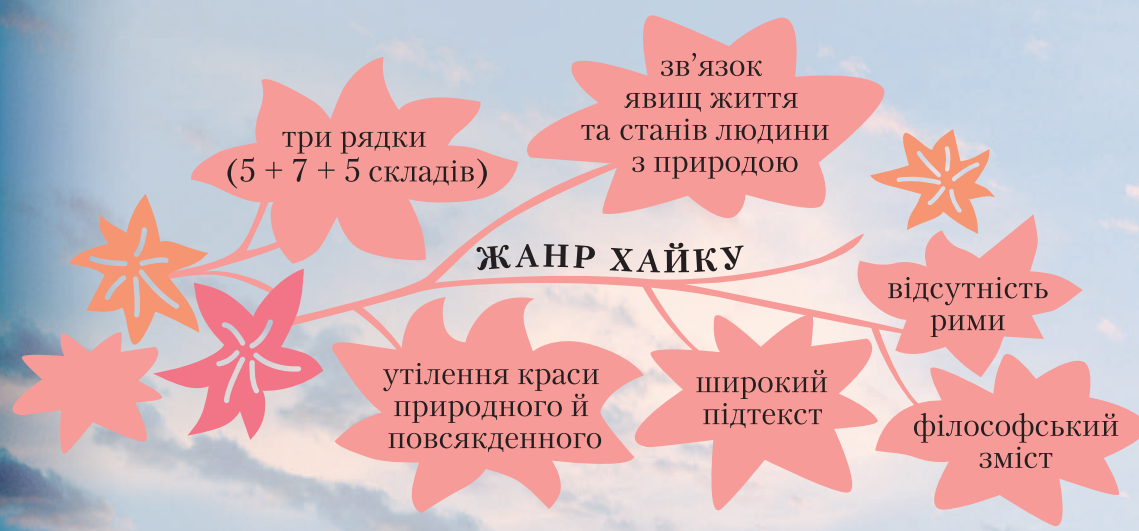 зв’язок
явищ життя
та станів людини
з природою
три рядки
(5 + 7 + 5 складів)
ЖАНР ХАЙКУ
відсутність
рими
утілення краси
природного й
повсякденного
широкий
підтекст
філософський
зміст